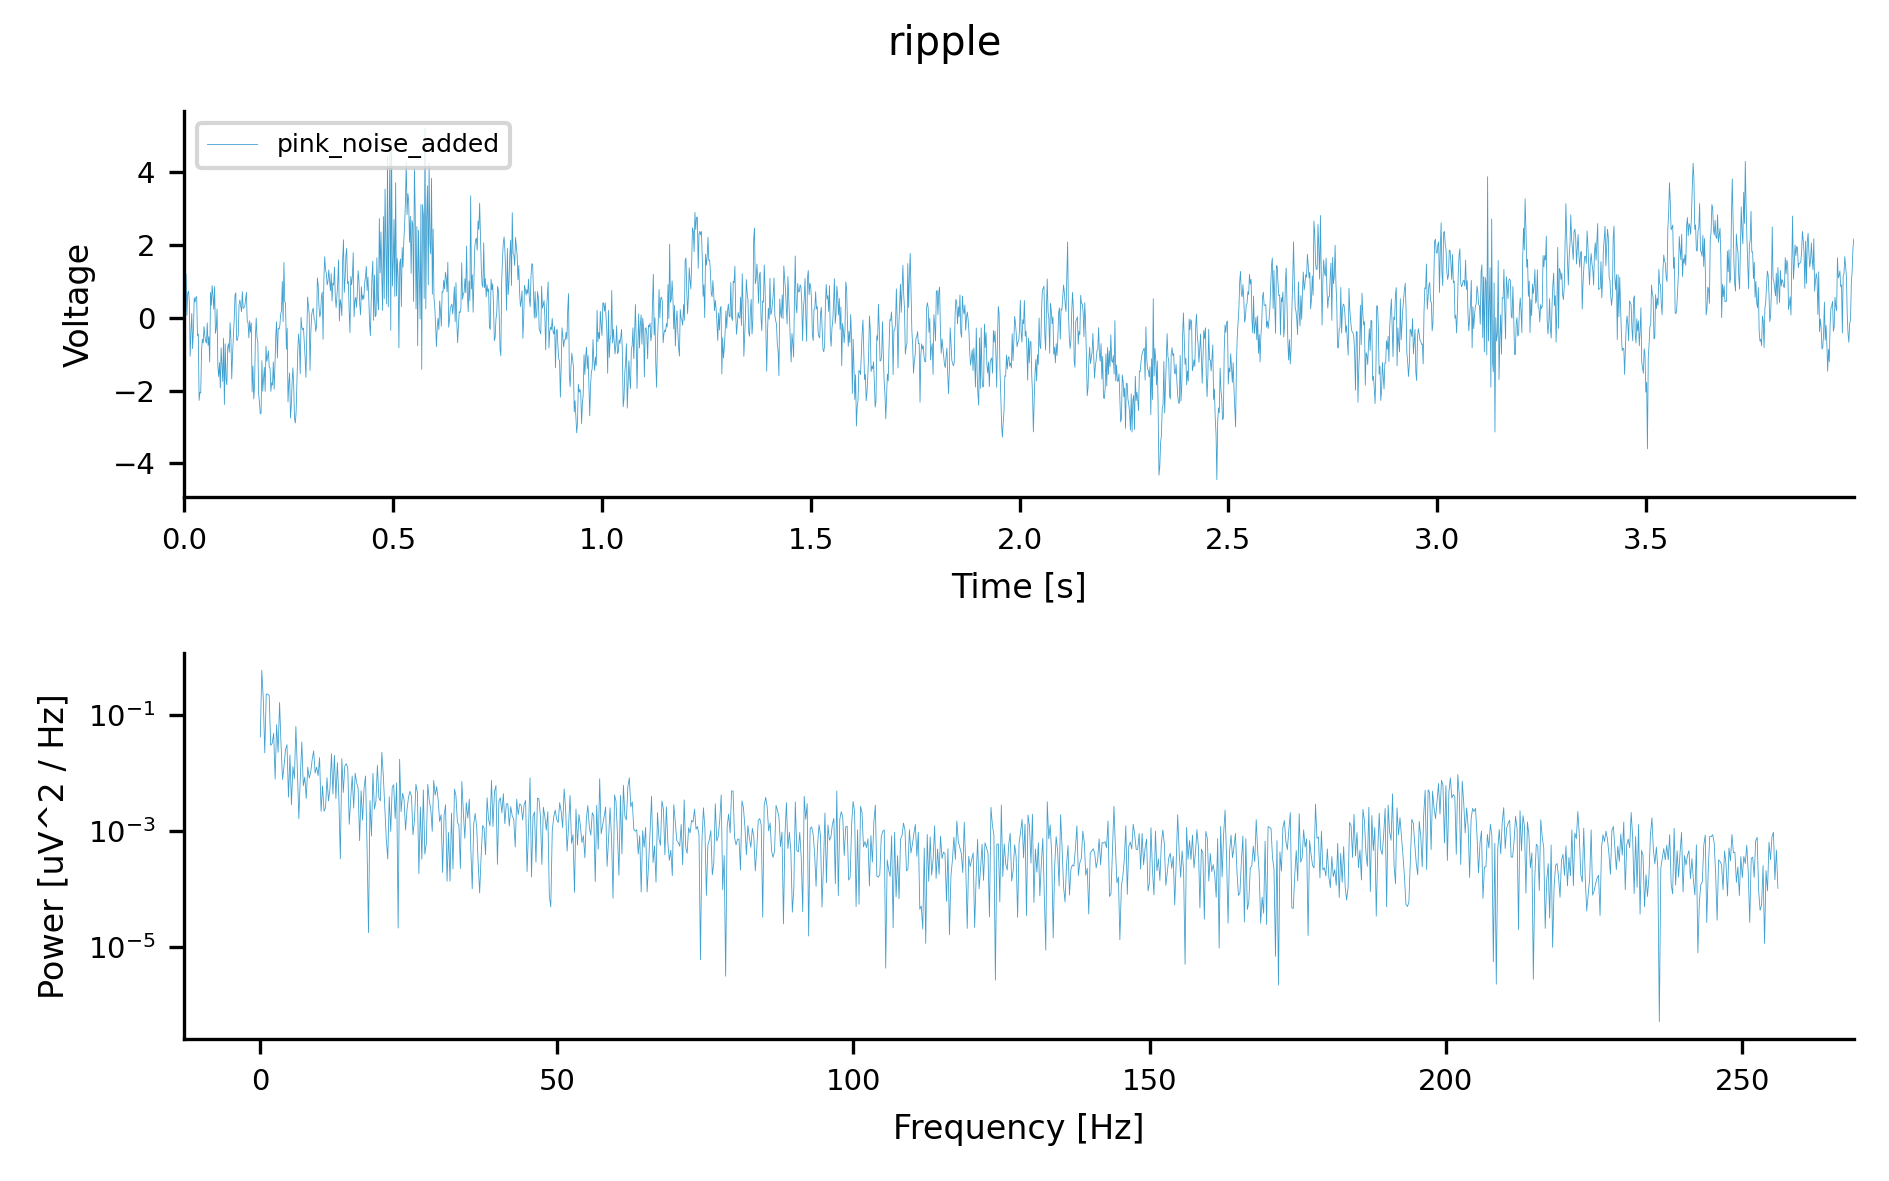 ripple
pink_noise_added
Voltage
4
2
0
−2
−4
0.0 0.5 1.0 1.5 2.0 2.5 3.0 3.5
Time [s]
Power [uV^2 / Hz]
10⁻¹
10⁻³
10⁻⁵
0 50 100 150 200 250
Frequency [Hz]